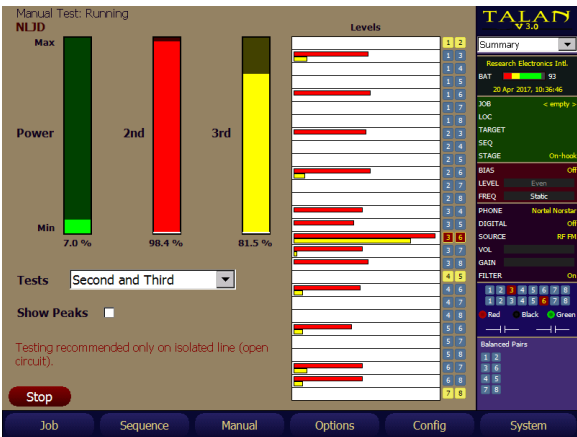 Manual Test: Running
NLJD
Max
Power
Min
7.0 %
2nd
98.4 %
3rd
81.5 %
Tests
Second and Third
Show Peaks
Testing recommended only on isolated line (open
circuit).
Stop
Levels
1 2
1 3
1 4
1 5
1 6
1 7
1 8
2 3
2 4
2 5
2 6
2 7
2 8
3 4
3 5
3 6
3 7
3 8
4 5
4 6
4 7
4 8
5 6
5 7
5 8
6 7
6 8
7 8
TALAN
V 3.0
Summary
Research Electronics Intl.
BAT 93
20 Apr 2017, 10:36:46
JOB < empty >
LOC
TARGET
SEQ
STAGE On-hook
BIAS Off
LEVEL Even
FREQ Static
PHONE Nortel Norstar
DIGITAL Off
SOURCE RF FM
VOL
GAIN
FILTER On
1 2 3 4 5 6 7 8
1 2 3 4 5 6 7 8
Red Black Green
Balanced Pairs
1 2
3 6
4 5
7 8
Job Sequence Manual Options Config System